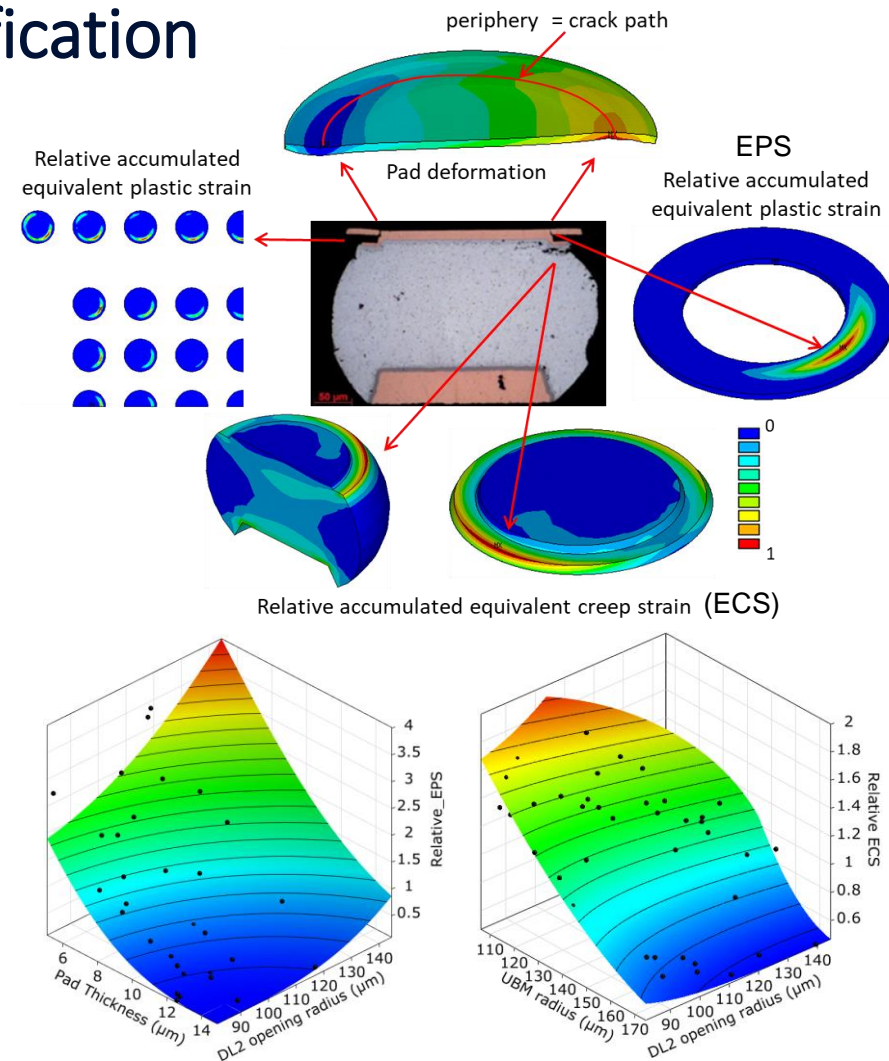 fication
periphery = crack path
Relative accumulated
equivalent plastic strain
Pad deformation
EPS
Relative accumulated
equivalent plastic strain
50 μm
0
1
Relative accumulated equivalent creep strain (ECS)
4
3.5
3
2.5
2
1.5
1
0.5
Relative_EPS
6
8
10
12
14
Pad Thickness (μm)
90
100
110
120
130
140
DL2 opening radius (μm)
2
1.8
1.6
1.4
1.2
1
0.8
0.6
Relative ECS
110
120
130
140
150
160
170
UBM radius (μm)
90
100
110
120
130
140
DL2 opening radius (μm)